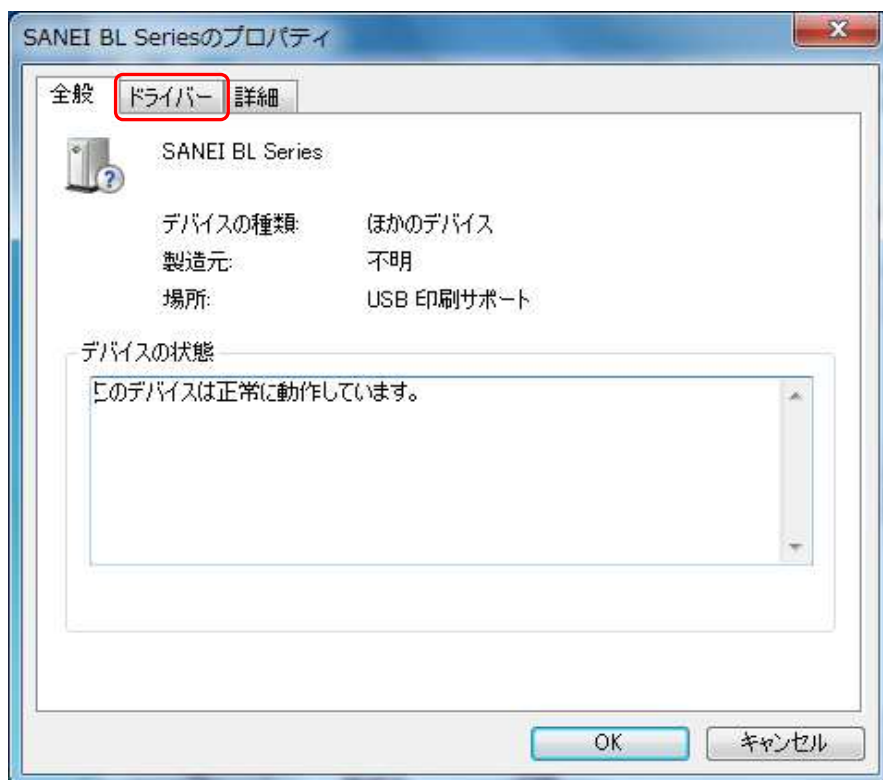 SANEI BL Seriesのプロパティ
全般 ドライバー 詳細
SANEI BL Series
デバイスの種類: ほかのデバイス
製造元: 不明
場所: USB 印刷サポート
デバイスの状態
このデバイスは正常に動作しています。
OK キャンセル